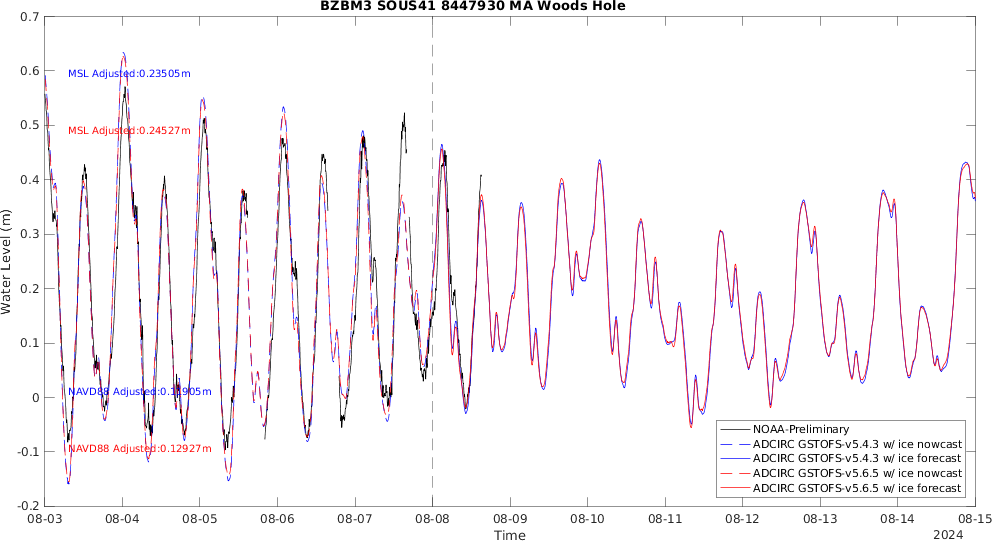 BZBM3 SOUS41 8447930 MA Woods Hole
0.7
0.6
0.5
0.4
0.3
0.2
0.1
0
-0.1
-0.2
Water Level (m)
MSL Adjusted:0.23505m
MSL Adjusted:0.24527m
NAVD88 Adjusted:0.11905m
NAVD88 Adjusted:0.12927m
NOAA-Preliminary
ADCIRC GSTOFS-v5.4.3 w/ ice nowcast
ADCIRC GSTOFS-v5.4.3 w/ ice forecast
ADCIRC GSTOFS-v5.6.5 w/ ice nowcast
ADCIRC GSTOFS-v5.6.5 w/ ice forecast
08-03 08-04 08-05 08-06 08-07 08-08 08-09 08-10 08-11 08-12 08-13 08-14 08-15
Time
2024